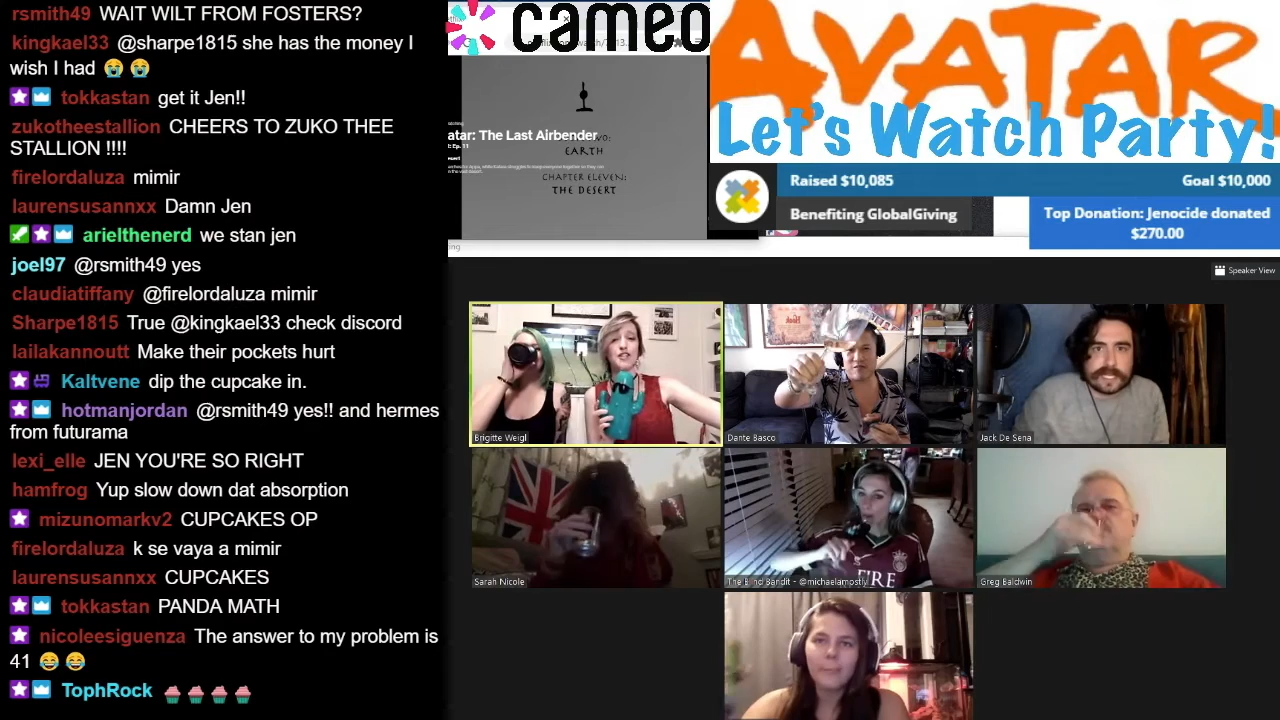 rsmith49 WAIT WILT FROM FOSTERS?
kingkael33 @sharpe1815 she has the money I
wish I had 😭 😭
tokkastan get it Jen!!
zukotheestallion CHEERS TO ZUKO THEE
STALLION !!!!
firelordaluza mimir
laurensusannxx Damn Jen
arielthenerd we stan jen
joel97 @rsmith49 yes
claudiatiffany @firelordaluza mimir
Sharpe1815 True @kingkael33 check discord
lailakannoutt Make their pockets hurt
Kaltvene dip the cupcake in.
hotmanjordan @rsmith49 yes!! and hermes
from futurama
lexi_elle JEN YOU'RE SO RIGHT
hamfrog Yup slow down dat absorption
mizunomarkv2 CUPCAKES OP
firelordaluza k se vaya a mimir
laurensusannxx CUPCAKES
tokkastan PANDA MATH
nicoleesiguenza The answer to my problem is
41 😂 😂
TophRock 🧁 🧁 🧁 🧁
cameo
atar: The Last Airbender
EARTH
CHAPTER ELEVEN:
THE DESERT
AVATAR
Let's Watch Party!
Raised $10,085
Goal $10,000
Benefiting GlobalGiving
Top Donation: Jenocide donated
$270.00
Speaker View
Brigitte Weigl
Dante Basco
Jack De Sena
Sarah Nicole
The Blind Bandit - @michaelamostly
FIRE
Greg Baldwin